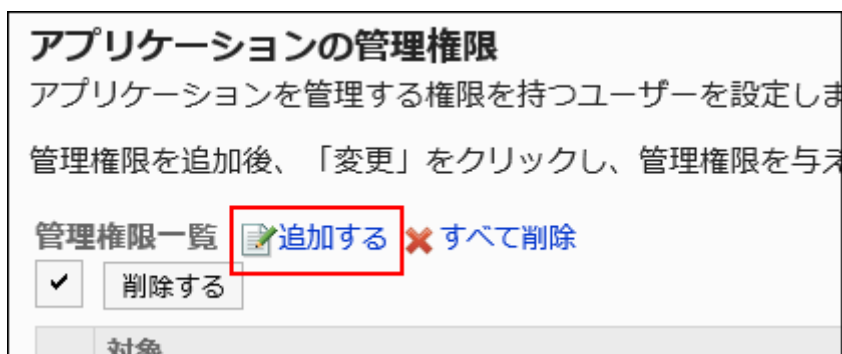 アプリケーションの管理権限
アプリケーションを管理する権限を持つユーザーを設定しま
管理権限を追加後、「変更」をクリックし、管理権限を与え
管理権限一覧 追加する すべて削除
削除する
対象